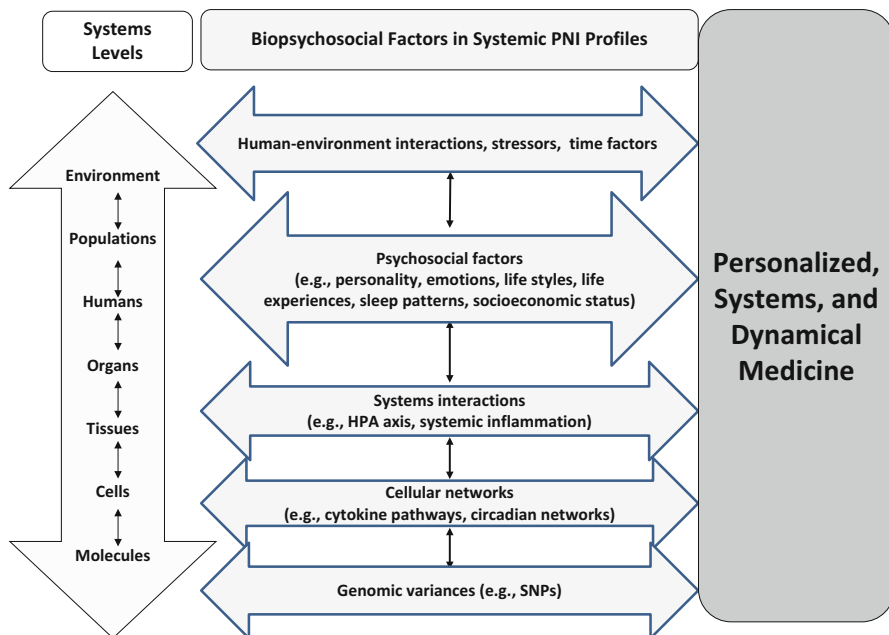 Systems
Levels
Biopsychosocial Factors in Systemic PNI Profiles
Environment
Populations
Humans
Organs
Tissues
Cells
Molecules
Human-environment interactions, stressors, time factors
Psychosocial factors
(e.g., personality, emotions, life styles, life
experiences, sleep patterns, socioeconomic status)
Systems interactions
(e.g., HPA axis, systemic inflammation)
Cellular networks
(e.g., cytokine pathways, circadian networks)
Genomic variances (e.g., SNPs)
Personalized,
Systems, and
Dynamical
Medicine